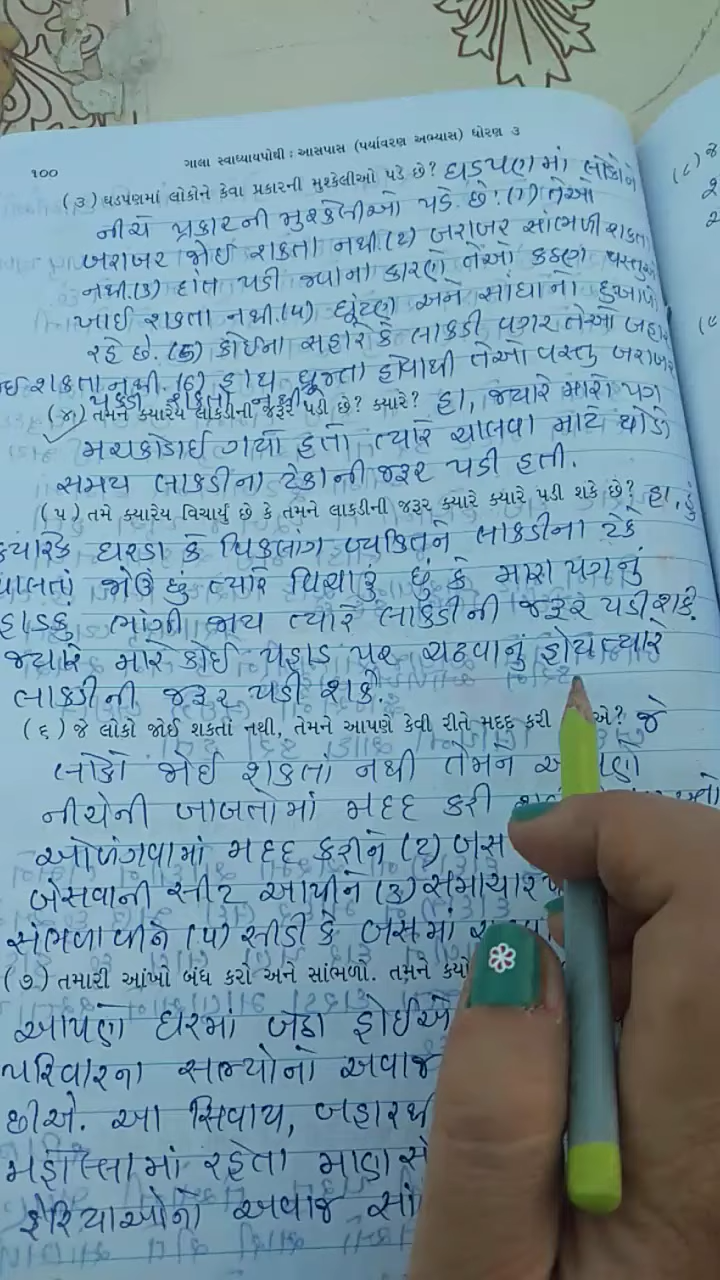 100
ગાલા સ્વાધ્યાયપોથી : આસપાસ (પર્યાવરણ અભ્યાસ) ધોરણ ૩
(૩) ઘડપણમાં લોકોને કેવા પ્રકારની મુશ્કેલીઓ પડે છે? ઘડપણમાં લોકોને
નીચે પ્રકારની મુશ્કેલીઓ પડે છે: (૧) તેઓ
બરાબર જોઈ શકતા નથી. (૨) બરાબર સાંભળી શકતા
નથી. (૩) દાંત પડી જવાના કારણે તેઓ કઠણ
ખાઈ શકતા નથી. (૪) ઘૂંટણ અને સાંધાનો દુઃખાવો
રહે છે. (૫) કોઈના સહારે કે લાકડી વગર તેઓ
શકતા નથી. (૬) હાથ ધ્રૂજતા હોવાથી તેઓ વસ્તુ બરાબર
પકડી શકતા નથી
(૪) તમને ક્યારેય લાકડીની જરૂર પડી છે? ક્યારે? હા, જ્યારે મારો પગ
મચકોડાઈ ગયો હતો ત્યારે ચાલવા માટે થોડો
સમય લાકડીના ટેકાની જરૂર પડી હતી.
(૫) તમે ક્યારેય વિચાર્યું છે કે તમને લાકડીની જરૂર ક્યારે ક્યારે પડી શકે છે? હા, હું
ક્યારેક ઘરડા કે વિકલાંગ વ્યકિતને લાકડીના ટેકે
ચાલતાં જોઉં છું ત્યારે વિચારું છું કે મારા પગનું
હાડકું ભાંગી જાય ત્યારે લાકડીની જરૂર પડી શકે.
જ્યારે મારે કોઈ પહાડ પર ચઢવાનું હોય ત્યારે
લાકડીની જરૂર પડી શકે.
(૬) જે લોકો જોઈ શકતાં નથી, તેમને આપણે કેવી રીતે મદદ કરી એ? જે
લોકો જોઈ શકતાં નથી તેમને
નીચેની બાબતોમાં મદદ કરી
ઓળંગવામાં મદદ કરીને (૨) બસ
બેસવાની સીટ આપીને (૩) સમાચાર
સંભળાવીને (૪) સીડી કે બસમાં
(૭) તમારી આંખો બંધ કરો અને સાંભળો. તમને
આપણે ઘરમાં બેઠા હોઈએ
પરિવારના સભ્યોનો અવાજ
છીએ. આ સિવાય, બહારથી
મહોલ્લામાં રહેતા
ફેરિયાઓનો અવાજ